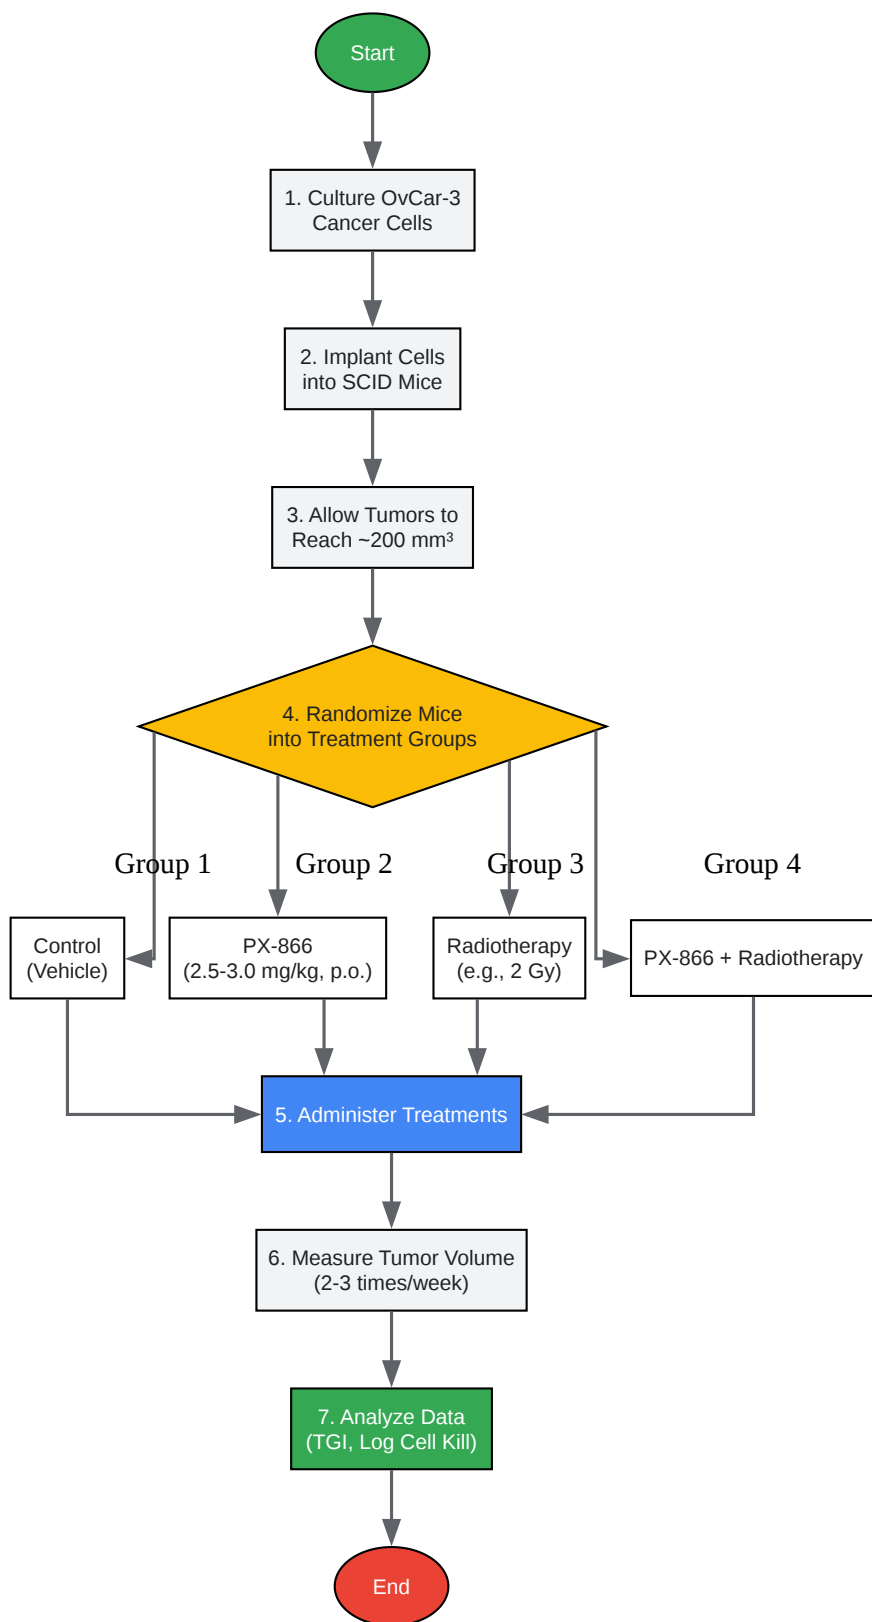 Start
1. Culture OvCar-3
Cancer Cells
2. Implant Cells
into SCID Mice
3. Allow Tumors to
Reach ~200 mm³
4. Randomize Mice
into Treatment Groups
Group 1
Group 2
Group 3
Group 4
Control
(Vehicle)
PX-866
(2.5-3.0 mg/kg, p.o.)
Radiotherapy
(e.g., 2 Gy)
PX-866 + Radiotherapy
5. Administer Treatments
6. Measure Tumor Volume
(2-3 times/week)
7. Analyze Data
(TGI, Log Cell Kill)
End